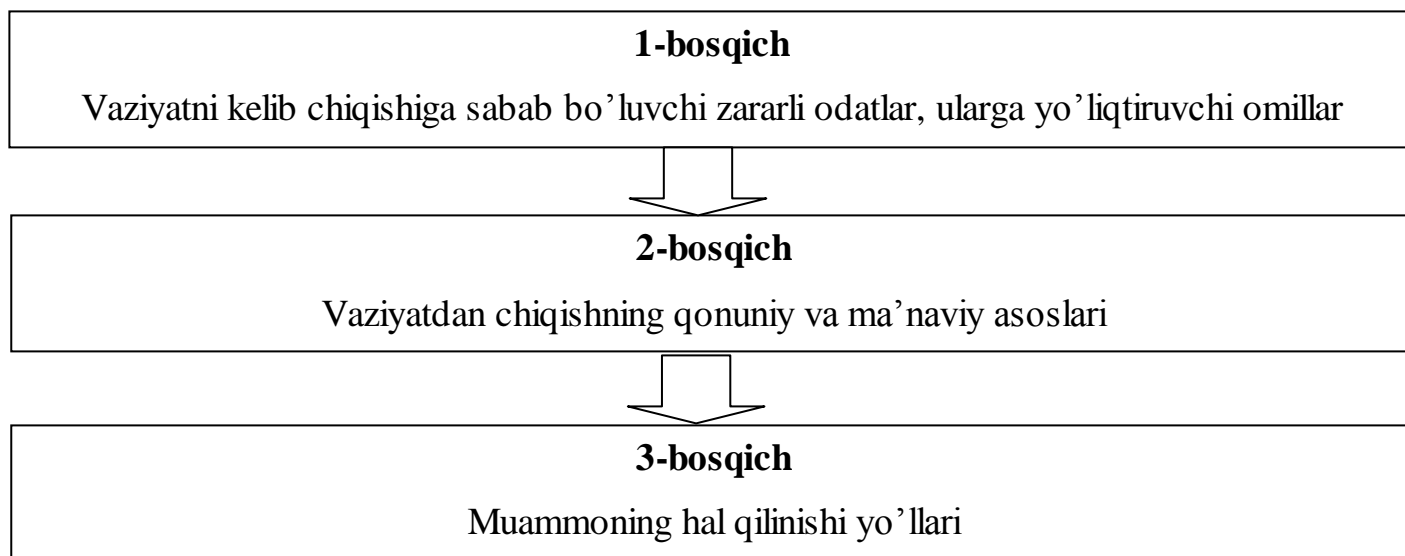 1-bosqich
Vaziyatni kelib chiqishiga sabab bo’luvchi zararli odatlar, ularga yo’liqtiruvchi omillar
2-bosqich
Vaziyatdan chiqishning qonuniy va ma’naviy asoslari
3-bosqich
Muammoning hal qilinishi yo’llari